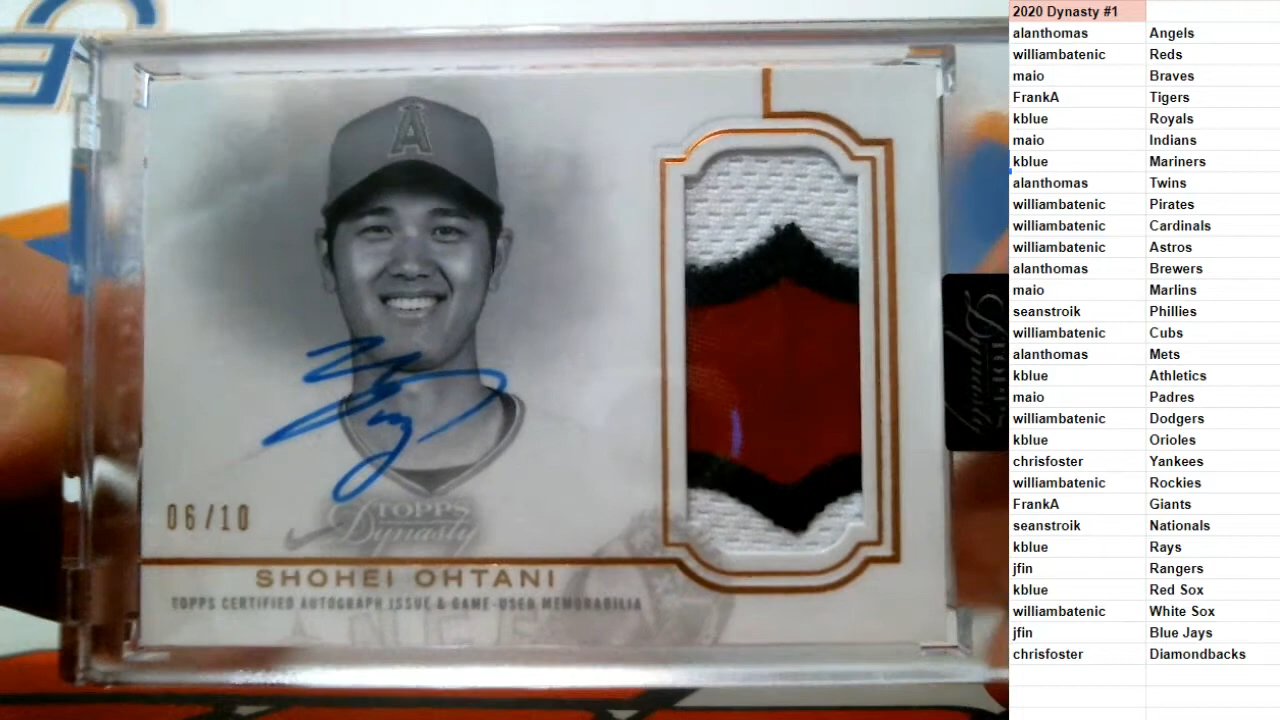 A
06/10
TOPPS
Dynasty
SHOHEI OHTANI
TOPPS CERTIFIED AUTOGRAPH ISSUE & GAME-USED MEMORABILIA
TOPPS
Dynasty
2020 Dynasty #1
alanthomas Angels
williambatenic Reds
maio Braves
FrankA Tigers
kblue Royals
maio Indians
kblue Mariners
alanthomas Twins
williambatenic Pirates
williambatenic Cardinals
williambatenic Astros
alanthomas Brewers
maio Marlins
seanstroik Phillies
williambatenic Cubs
alanthomas Mets
kblue Athletics
maio Padres
williambatenic Dodgers
kblue Orioles
chrisfoster Yankees
williambatenic Rockies
FrankA Giants
seanstroik Nationals
kblue Rays
jfin Rangers
kblue Red Sox
williambatenic White Sox
jfin Blue Jays
chrisfoster Diamondbacks